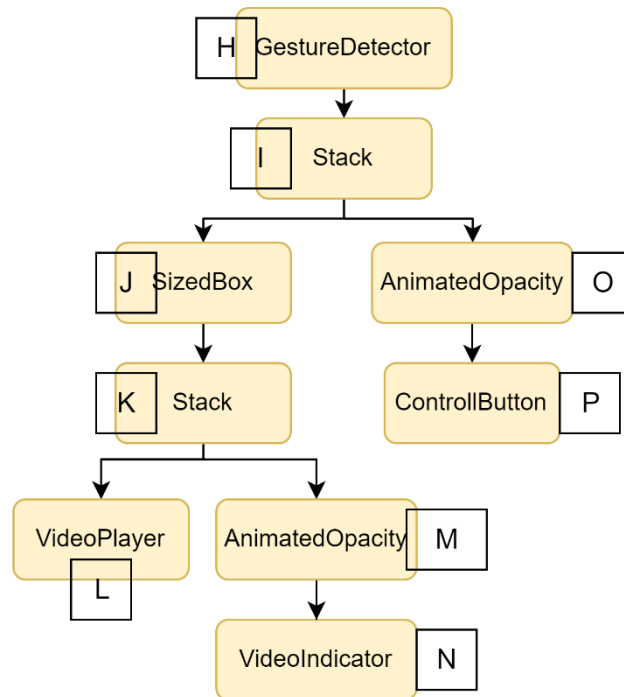 H GestureDetector
I Stack
J SizedBox
AnimatedOpacity O
K Stack
ControllButton P
VideoPlayer
L
AnimatedOpacity M
VideoIndicator N